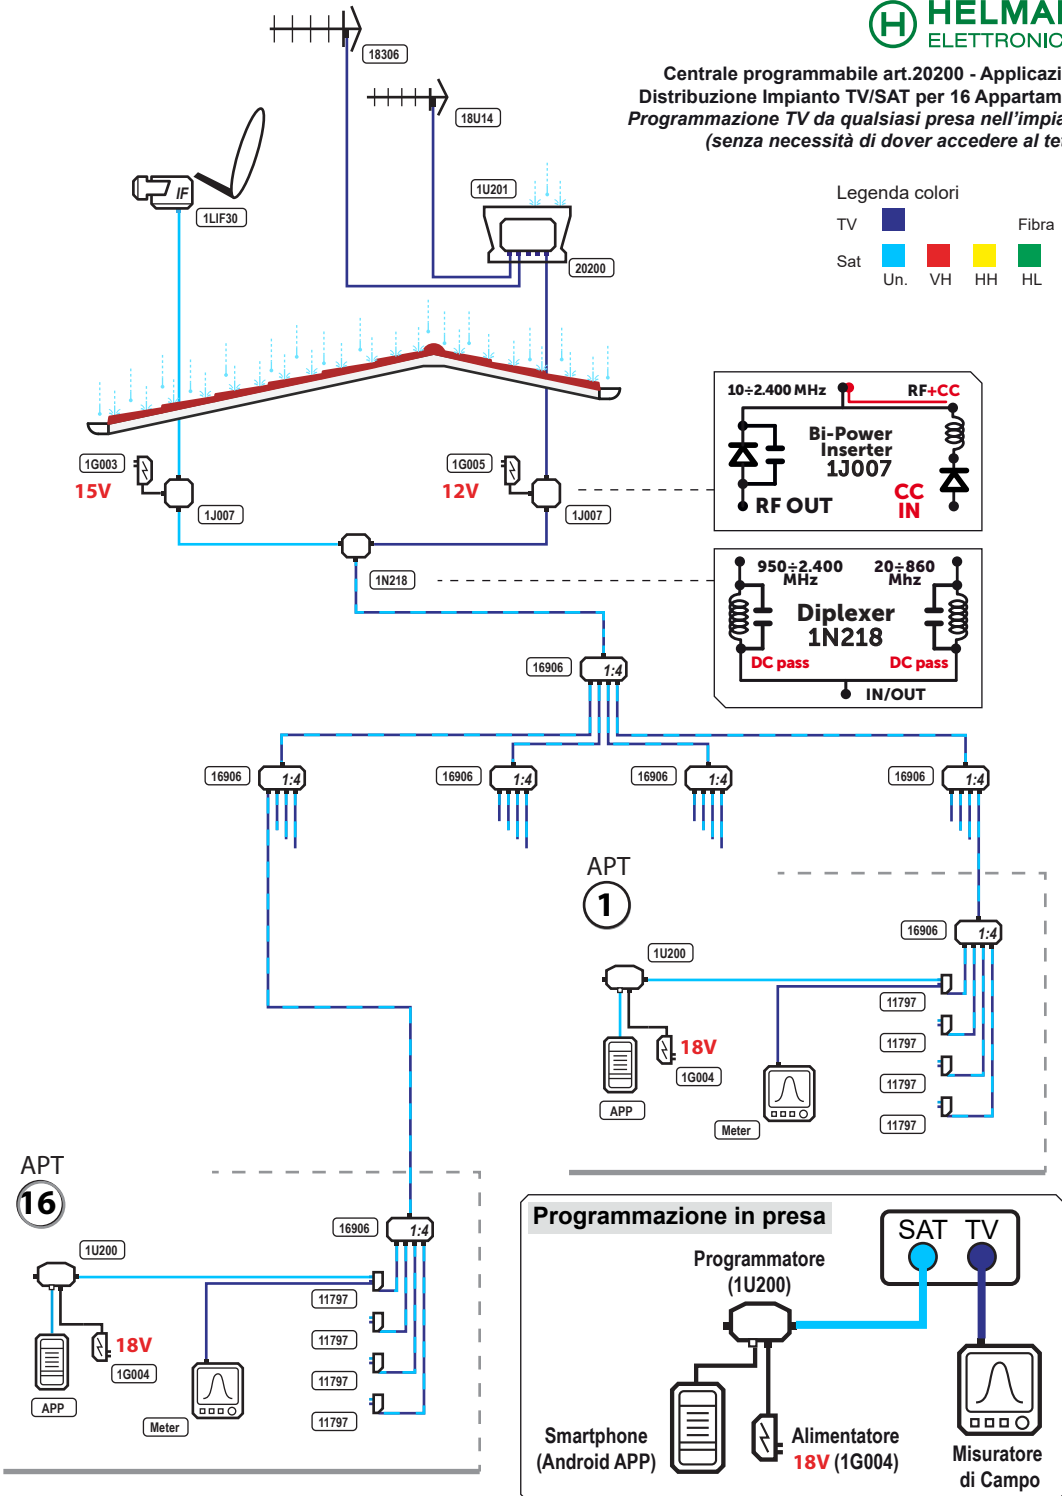 HELMAN
ELETTRONIC
Centrale programmabile art.20200 - Applicazi
Distribuzione Impianto TV/SAT per 16 Appartam
Programmazione TV da qualsiasi presa nell'impia
(senza necessità di dover accedere al te
18306
18U14
IF
1LIF30
1U201
20200
Legenda colori
TV
Fibra
Sat
Un.
VH
HH
HL
1G003
15V
1J007
1G005
12V
1J007
10÷2.400 MHz
RF+CC
Bi-Power
Inserter
1J007
RF OUT
CC
IN
1N218
950÷2.400
MHz
20÷860
Mhz
Diplexer
1N218
DC pass
DC pass
IN/OUT
16906
1:4
16906
1:4
16906
1:4
16906
1:4
16906
1:4
APT
1
16906
1:4
1U200
11797
11797
11797
11797
18V
1G004
APP
Meter
APT
16
16906
1:4
1U200
11797
11797
11797
11797
18V
1G004
APP
Meter
Programmazione in presa
SAT TV
Programmatore
(1U200)
Smartphone
(Android APP)
Alimentatore
18V (1G004)
Misuratore
di Campo